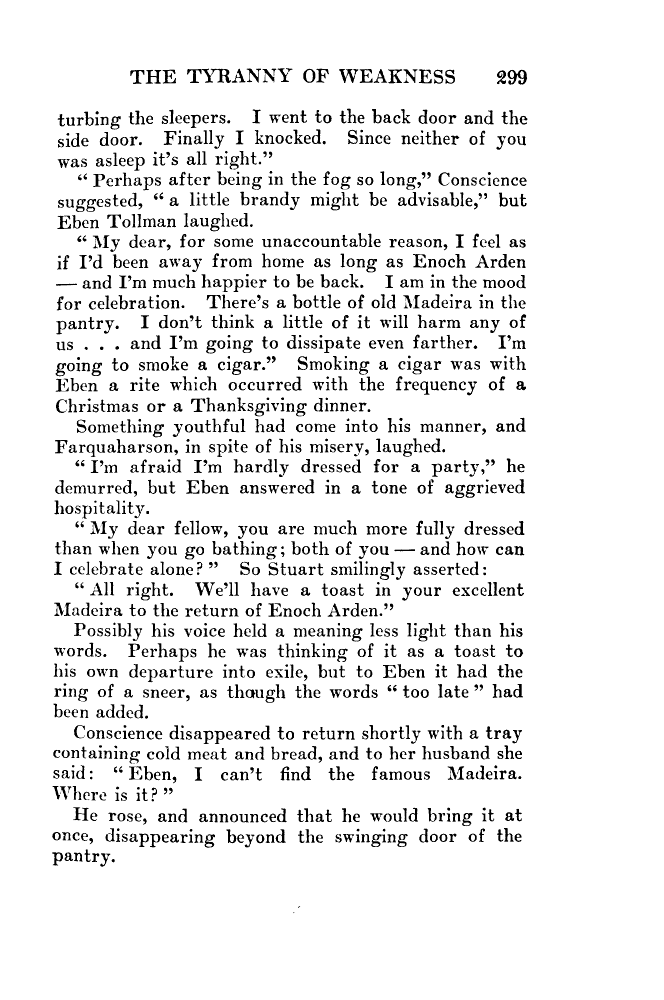 THE TYRANNY OF WEAKNESS 299
turbing the sleepers. I went to the back door and the
side door. Finally I knocked. Since neither of you
was asleep it's all right."
"Perhaps after being in the fog so long," Conscience
suggested, "a little brandy might be advisable," but
Eben Tollman laughed.
"My dear, for some unaccountable reason, I feel as
if I'd been away from home as long as Enoch Arden
— and I'm much happier to be back. I am in the mood
for celebration. There's a bottle of old Madeira in the
pantry. I don't think a little of it will harm any of
us . . . and I'm going to dissipate even farther. I'm
going to smoke a cigar." Smoking a cigar was with
Eben a rite which occurred with the frequency of a
Christmas or a Thanksgiving dinner.
Something youthful had come into his manner, and
Farquaharson, in spite of his misery, laughed.
"I'm afraid I'm hardly dressed for a party," he
demurred, but Eben answered in a tone of aggrieved
hospitality.
"My dear fellow, you are much more fully dressed
than when you go bathing; both of you — and how can
I celebrate alone?" So Stuart smilingly asserted:
"All right. We'll have a toast in your excellent
Madeira to the return of Enoch Arden."
Possibly his voice held a meaning less light than his
words. Perhaps he was thinking of it as a toast to
his own departure into exile, but to Eben it had the
ring of a sneer, as though the words "too late" had
been added.
Conscience disappeared to return shortly with a tray
containing cold meat and bread, and to her husband she
said: "Eben, I can't find the famous Madeira.
Where is it?"
He rose, and announced that he would bring it at
once, disappearing beyond the swinging door of the
pantry.